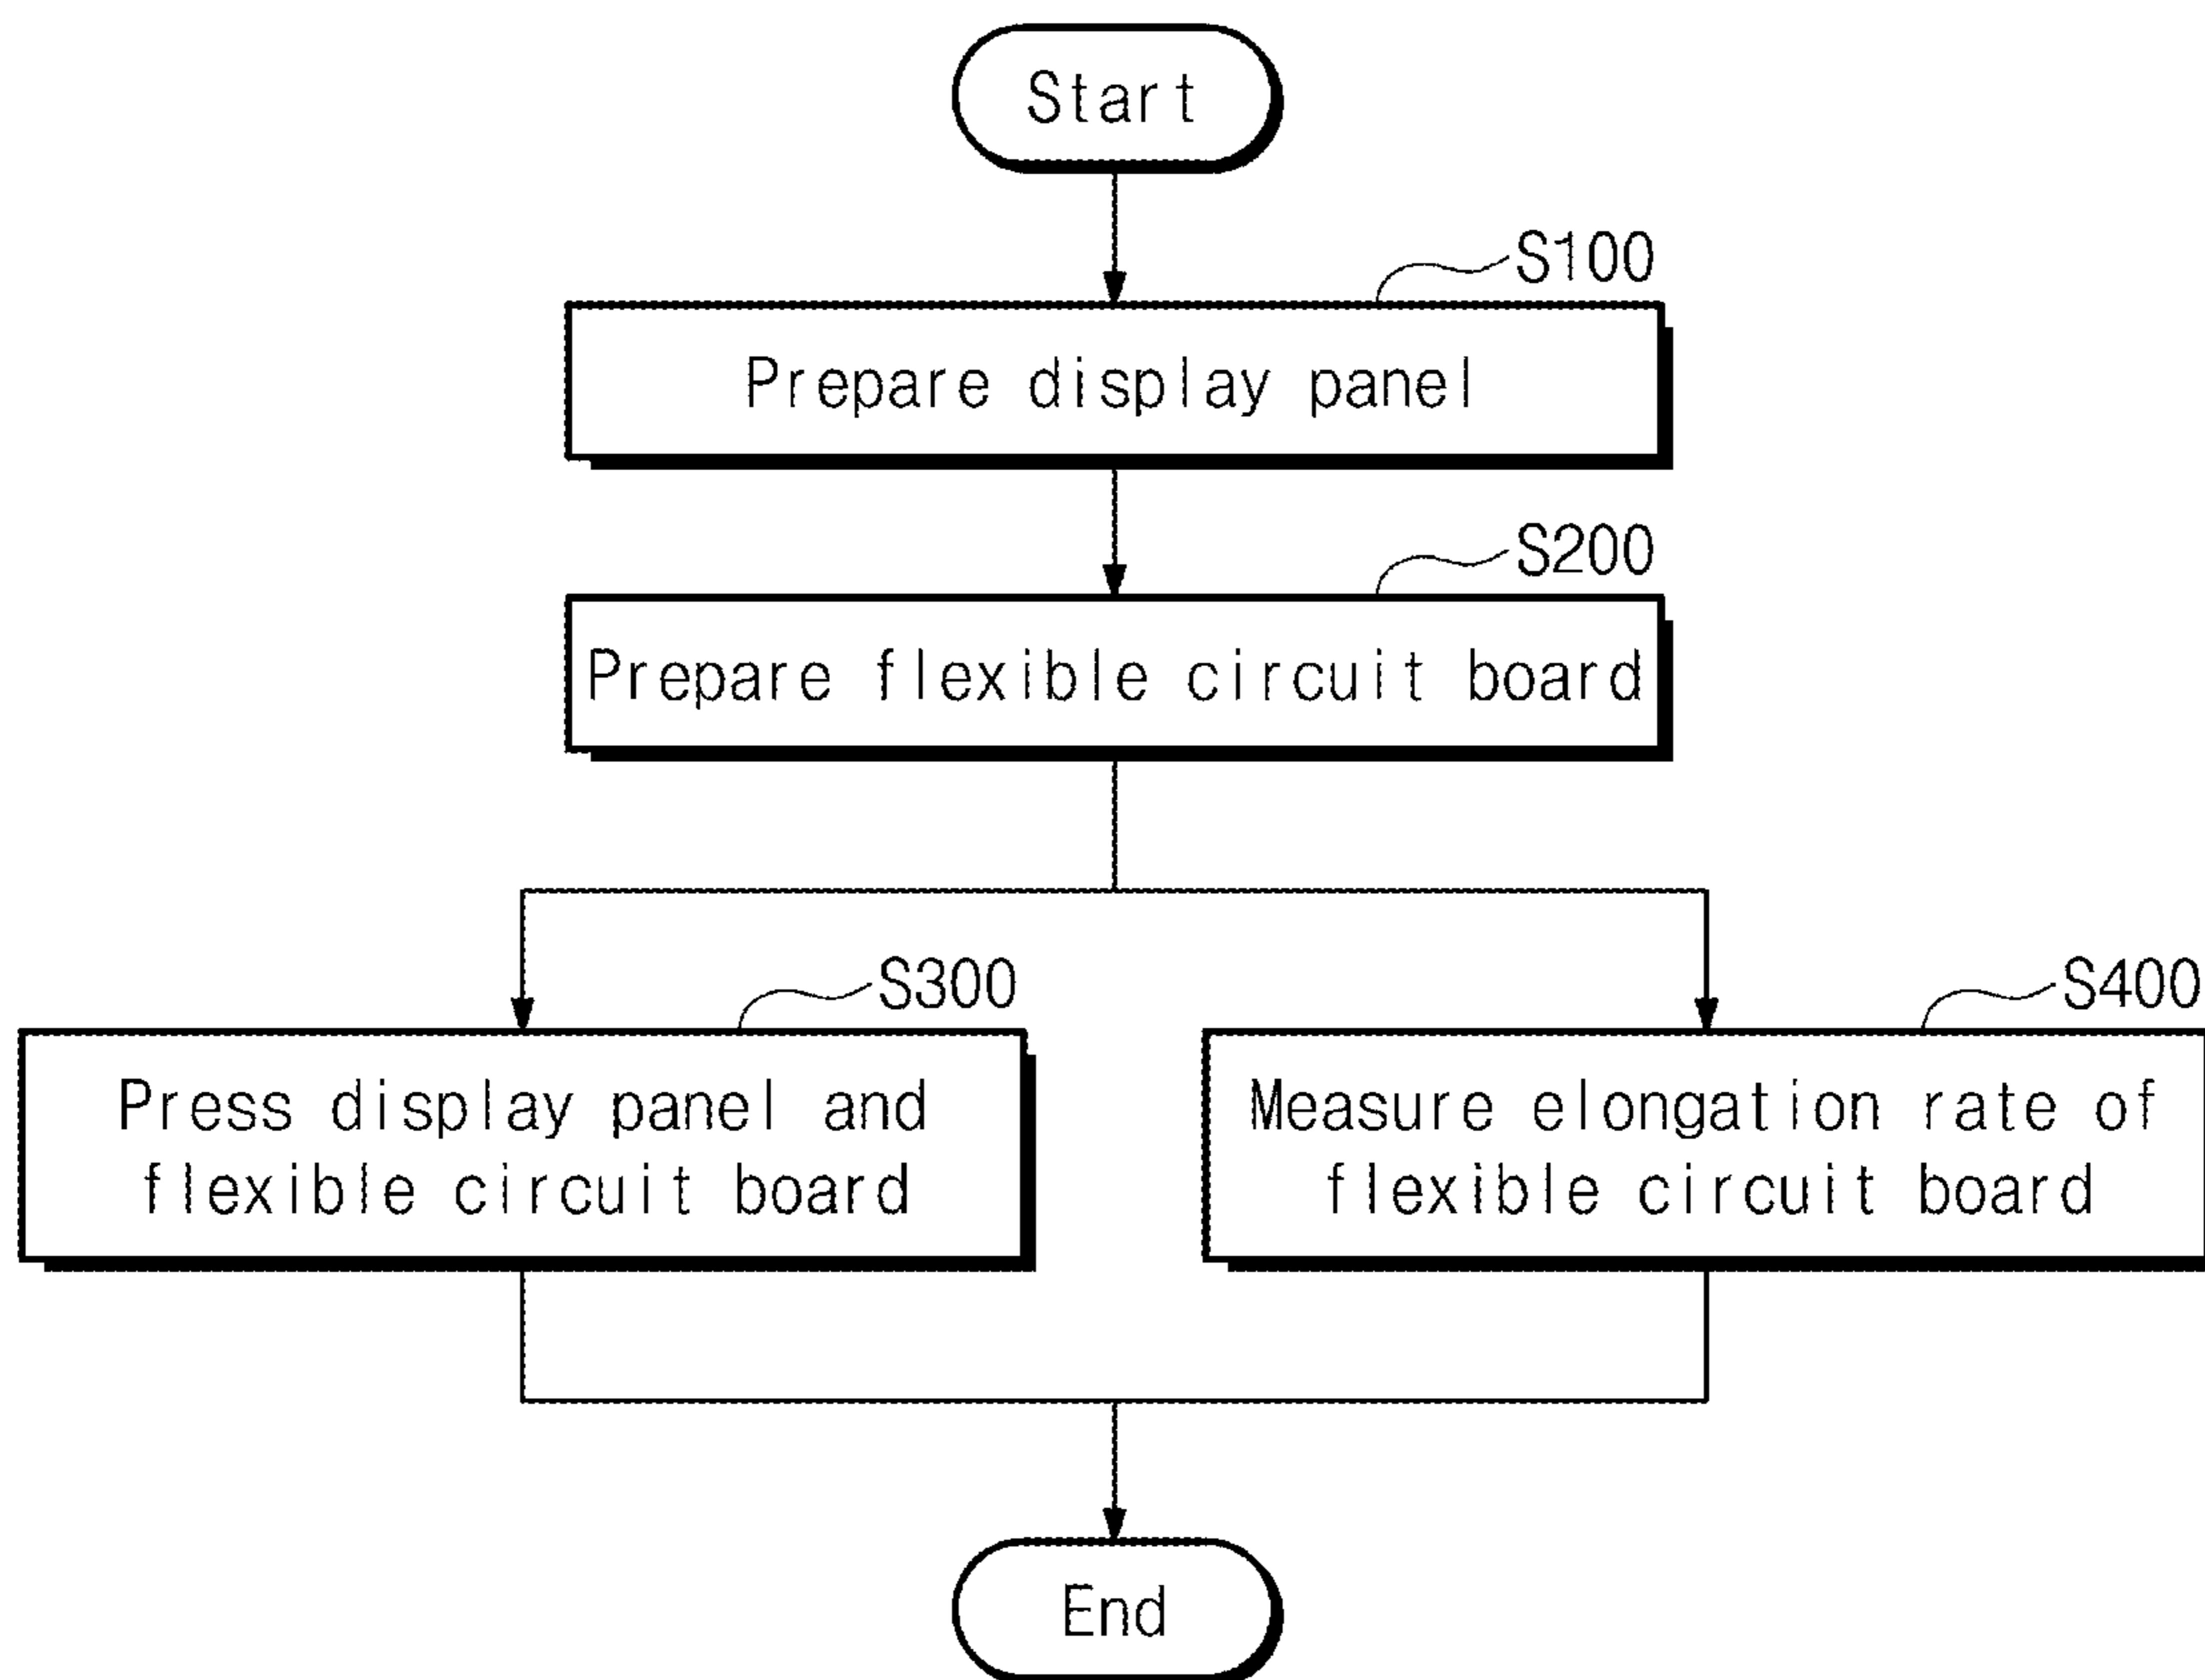 Start
S100
Prepare display panel
S200
Prepare flexible circuit board
S300
Press display panel and
flexible circuit board
S400
Measure elongation rate of
flexible circuit board
End